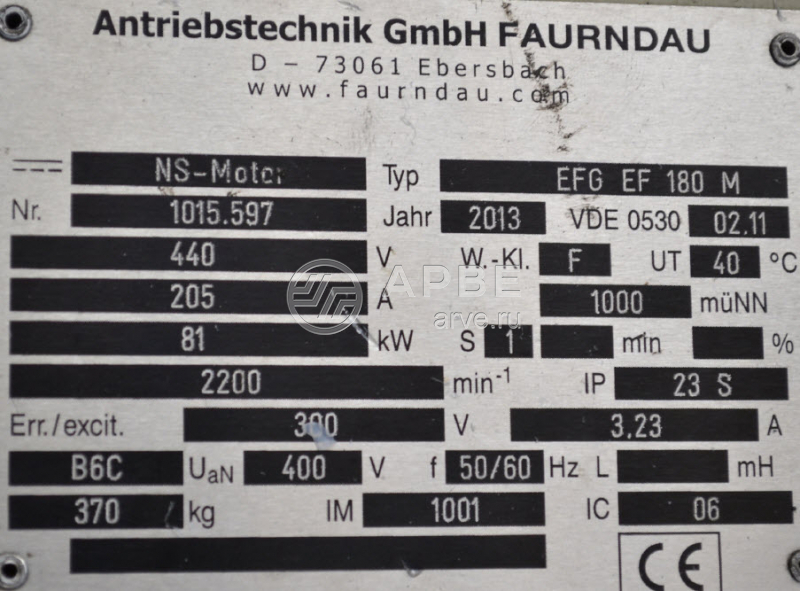 Antriebstechnik GmbH FAURNDAU
D – 73061 Ebersbach
www.faurndau.com
NS-Motor Typ EFG EF 180 M
Nr. 1015.597 Jahr 2013 VDE 0530 02.11
440 V W.-Kl. F UT 40 °C
205 A 1000 müNN
81 kW S 1 min %
2200 min-1 IP 23 S
Err./excit. 300 V 3,23 A
B6C UaN 400 V f 50/60 Hz L mH
370 kg IM 1001 IC 06
CE
АРВЕ
arve.ru